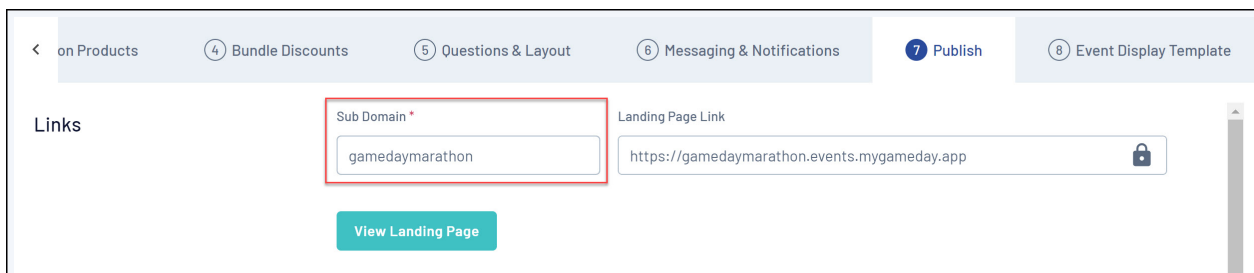 on Products
4 Bundle Discounts
5 Questions & Layout
6 Messaging & Notifications
7 Publish
8 Event Display Template
Links
Sub Domain *
Landing Page Link
gamedaymarathon
https://gamedaymarathon.events.mygameday.app
View Landing Page